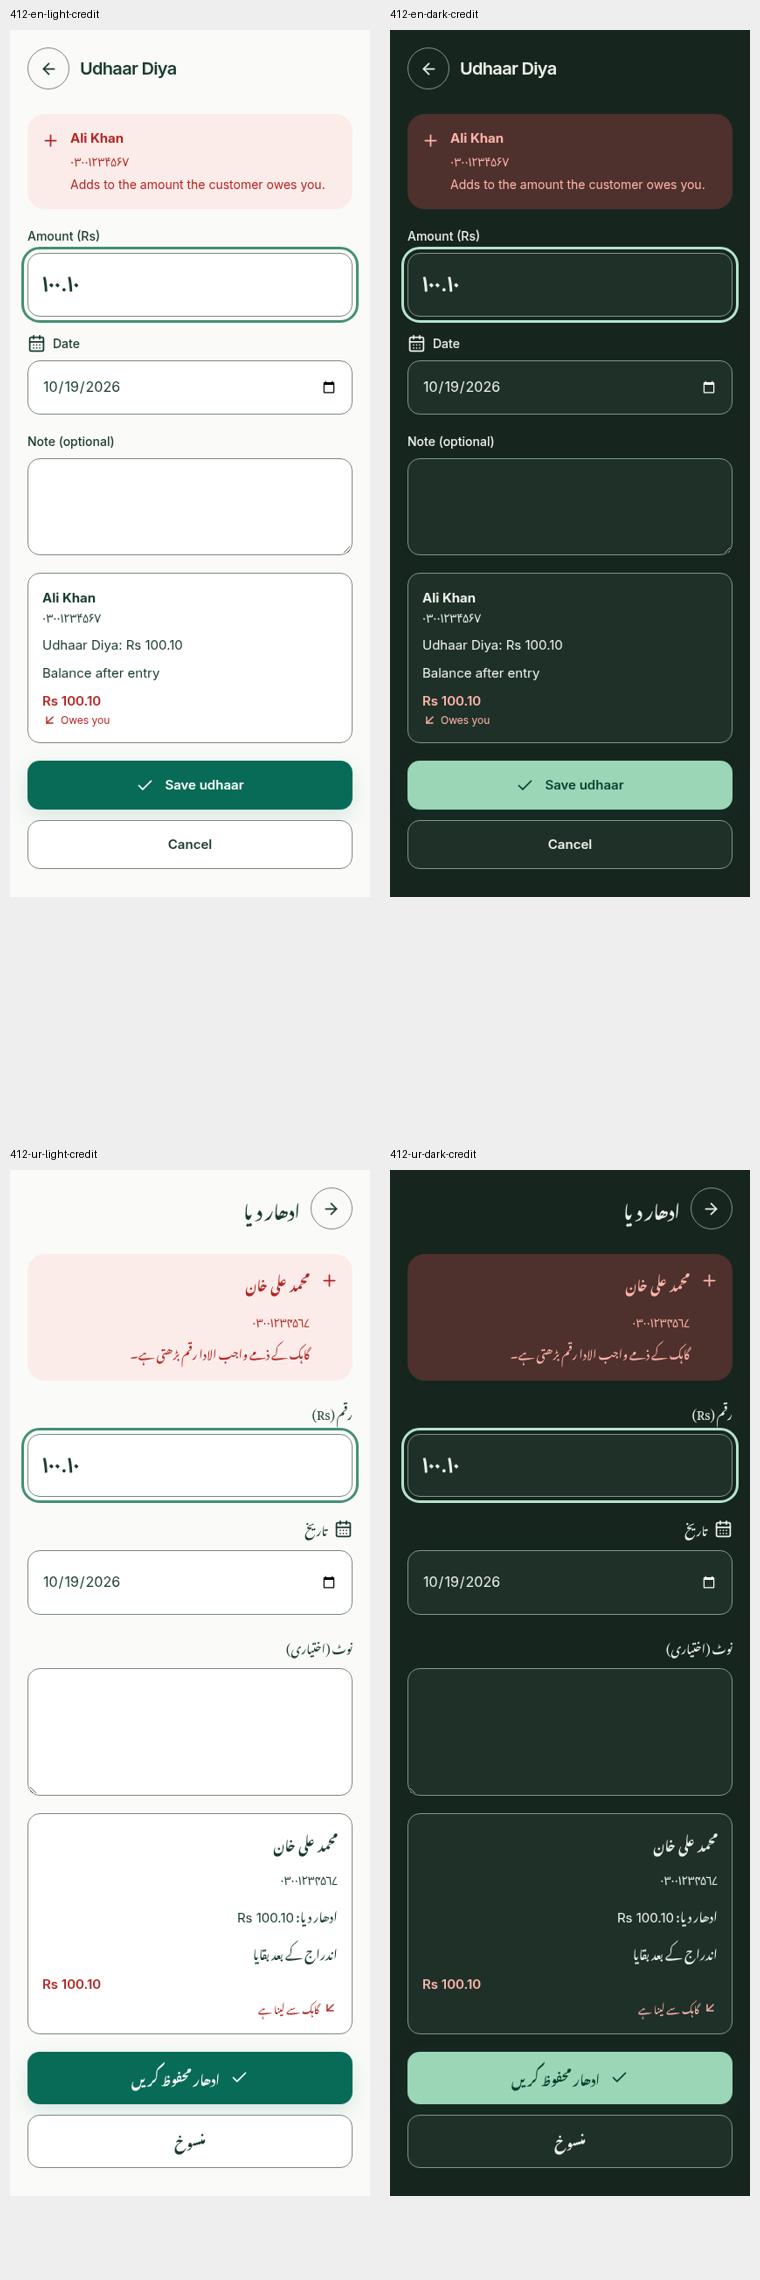 412-en-light-credit
Udhaar Diya
Ali Khan
۰۳۰۰۱۲۳۴۵۶۷
Adds to the amount the customer owes you.
Amount (Rs)
۱۰۰.۱۰
Date
10/19/2026
Note (optional)
Ali Khan
۰۳۰۰۱۲۳۴۵۶۷
Udhaar Diya: Rs 100.10
Balance after entry
Rs 100.10
Owes you
Save udhaar
Cancel
412-en-dark-credit
Udhaar Diya
Ali Khan
۰۳۰۰۱۲۳۴۵۶۷
Adds to the amount the customer owes you.
Amount (Rs)
۱۰۰.۱۰
Date
10/19/2026
Note (optional)
Ali Khan
۰۳۰۰۱۲۳۴۵۶۷
Udhaar Diya: Rs 100.10
Balance after entry
Rs 100.10
Owes you
Save udhaar
Cancel
412-ur-light-credit
ادھار دیا
محمد علی خان
۰۳۰۰۱۲۳۴۵۶۷
گاہک کے ذمے واجب الادا رقم بڑھتی ہے۔
رقم (Rs)
۱۰۰.۱۰
تاریخ
10/19/2026
نوٹ (اختیاری)
محمد علی خان
۰۳۰۰۱۲۳۴۵۶۷
ادھار دیا: Rs 100.10
اندراج کے بعد بقایا
Rs 100.10
گاہک سے لینا ہے
ادھار محفوظ کریں
منسوخ
412-ur-dark-credit
ادھار دیا
محمد علی خان
۰۳۰۰۱۲۳۴۵۶۷
گاہک کے ذمے واجب الادا رقم بڑھتی ہے۔
رقم (Rs)
۱۰۰.۱۰
تاریخ
10/19/2026
نوٹ (اختیاری)
محمد علی خان
۰۳۰۰۱۲۳۴۵۶۷
ادھار دیا: Rs 100.10
اندراج کے بعد بقایا
Rs 100.10
گاہک سے لینا ہے
ادھار محفوظ کریں
منسوخ